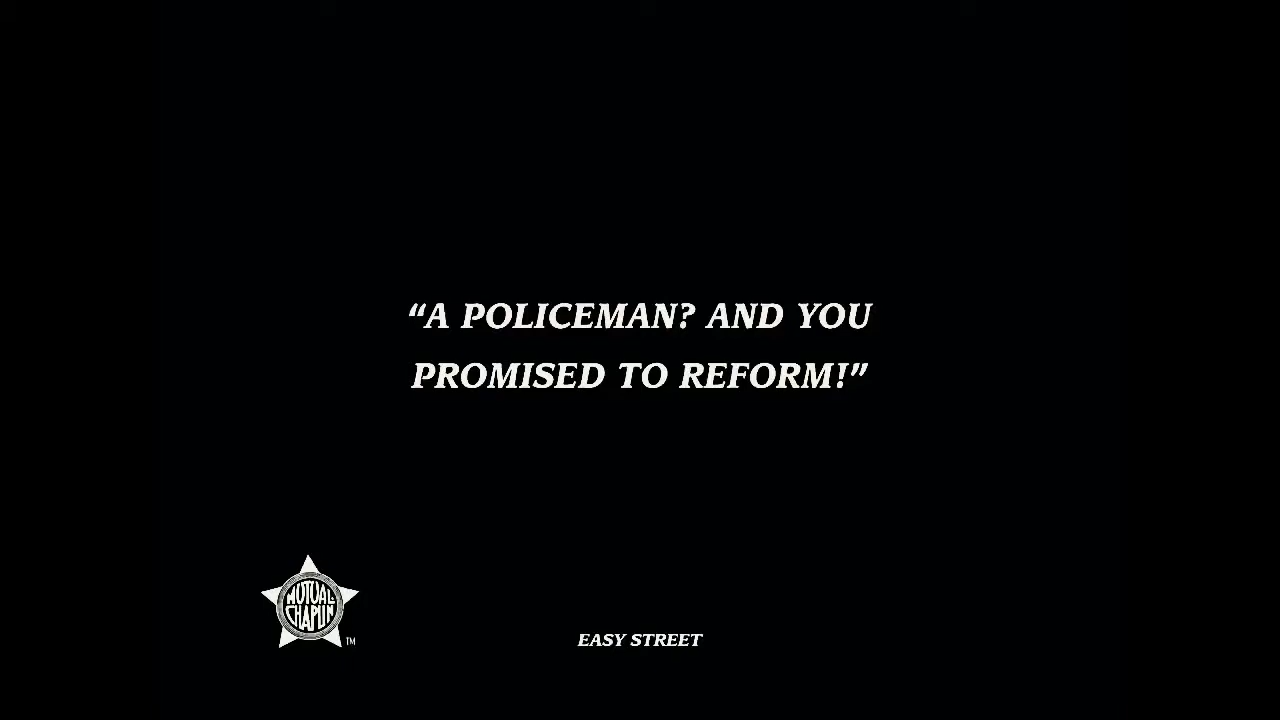 “A POLICEMAN? AND YOU
PROMISED TO REFORM!”
MUTUAL-
CHAPLIN
TM
EASY STREET